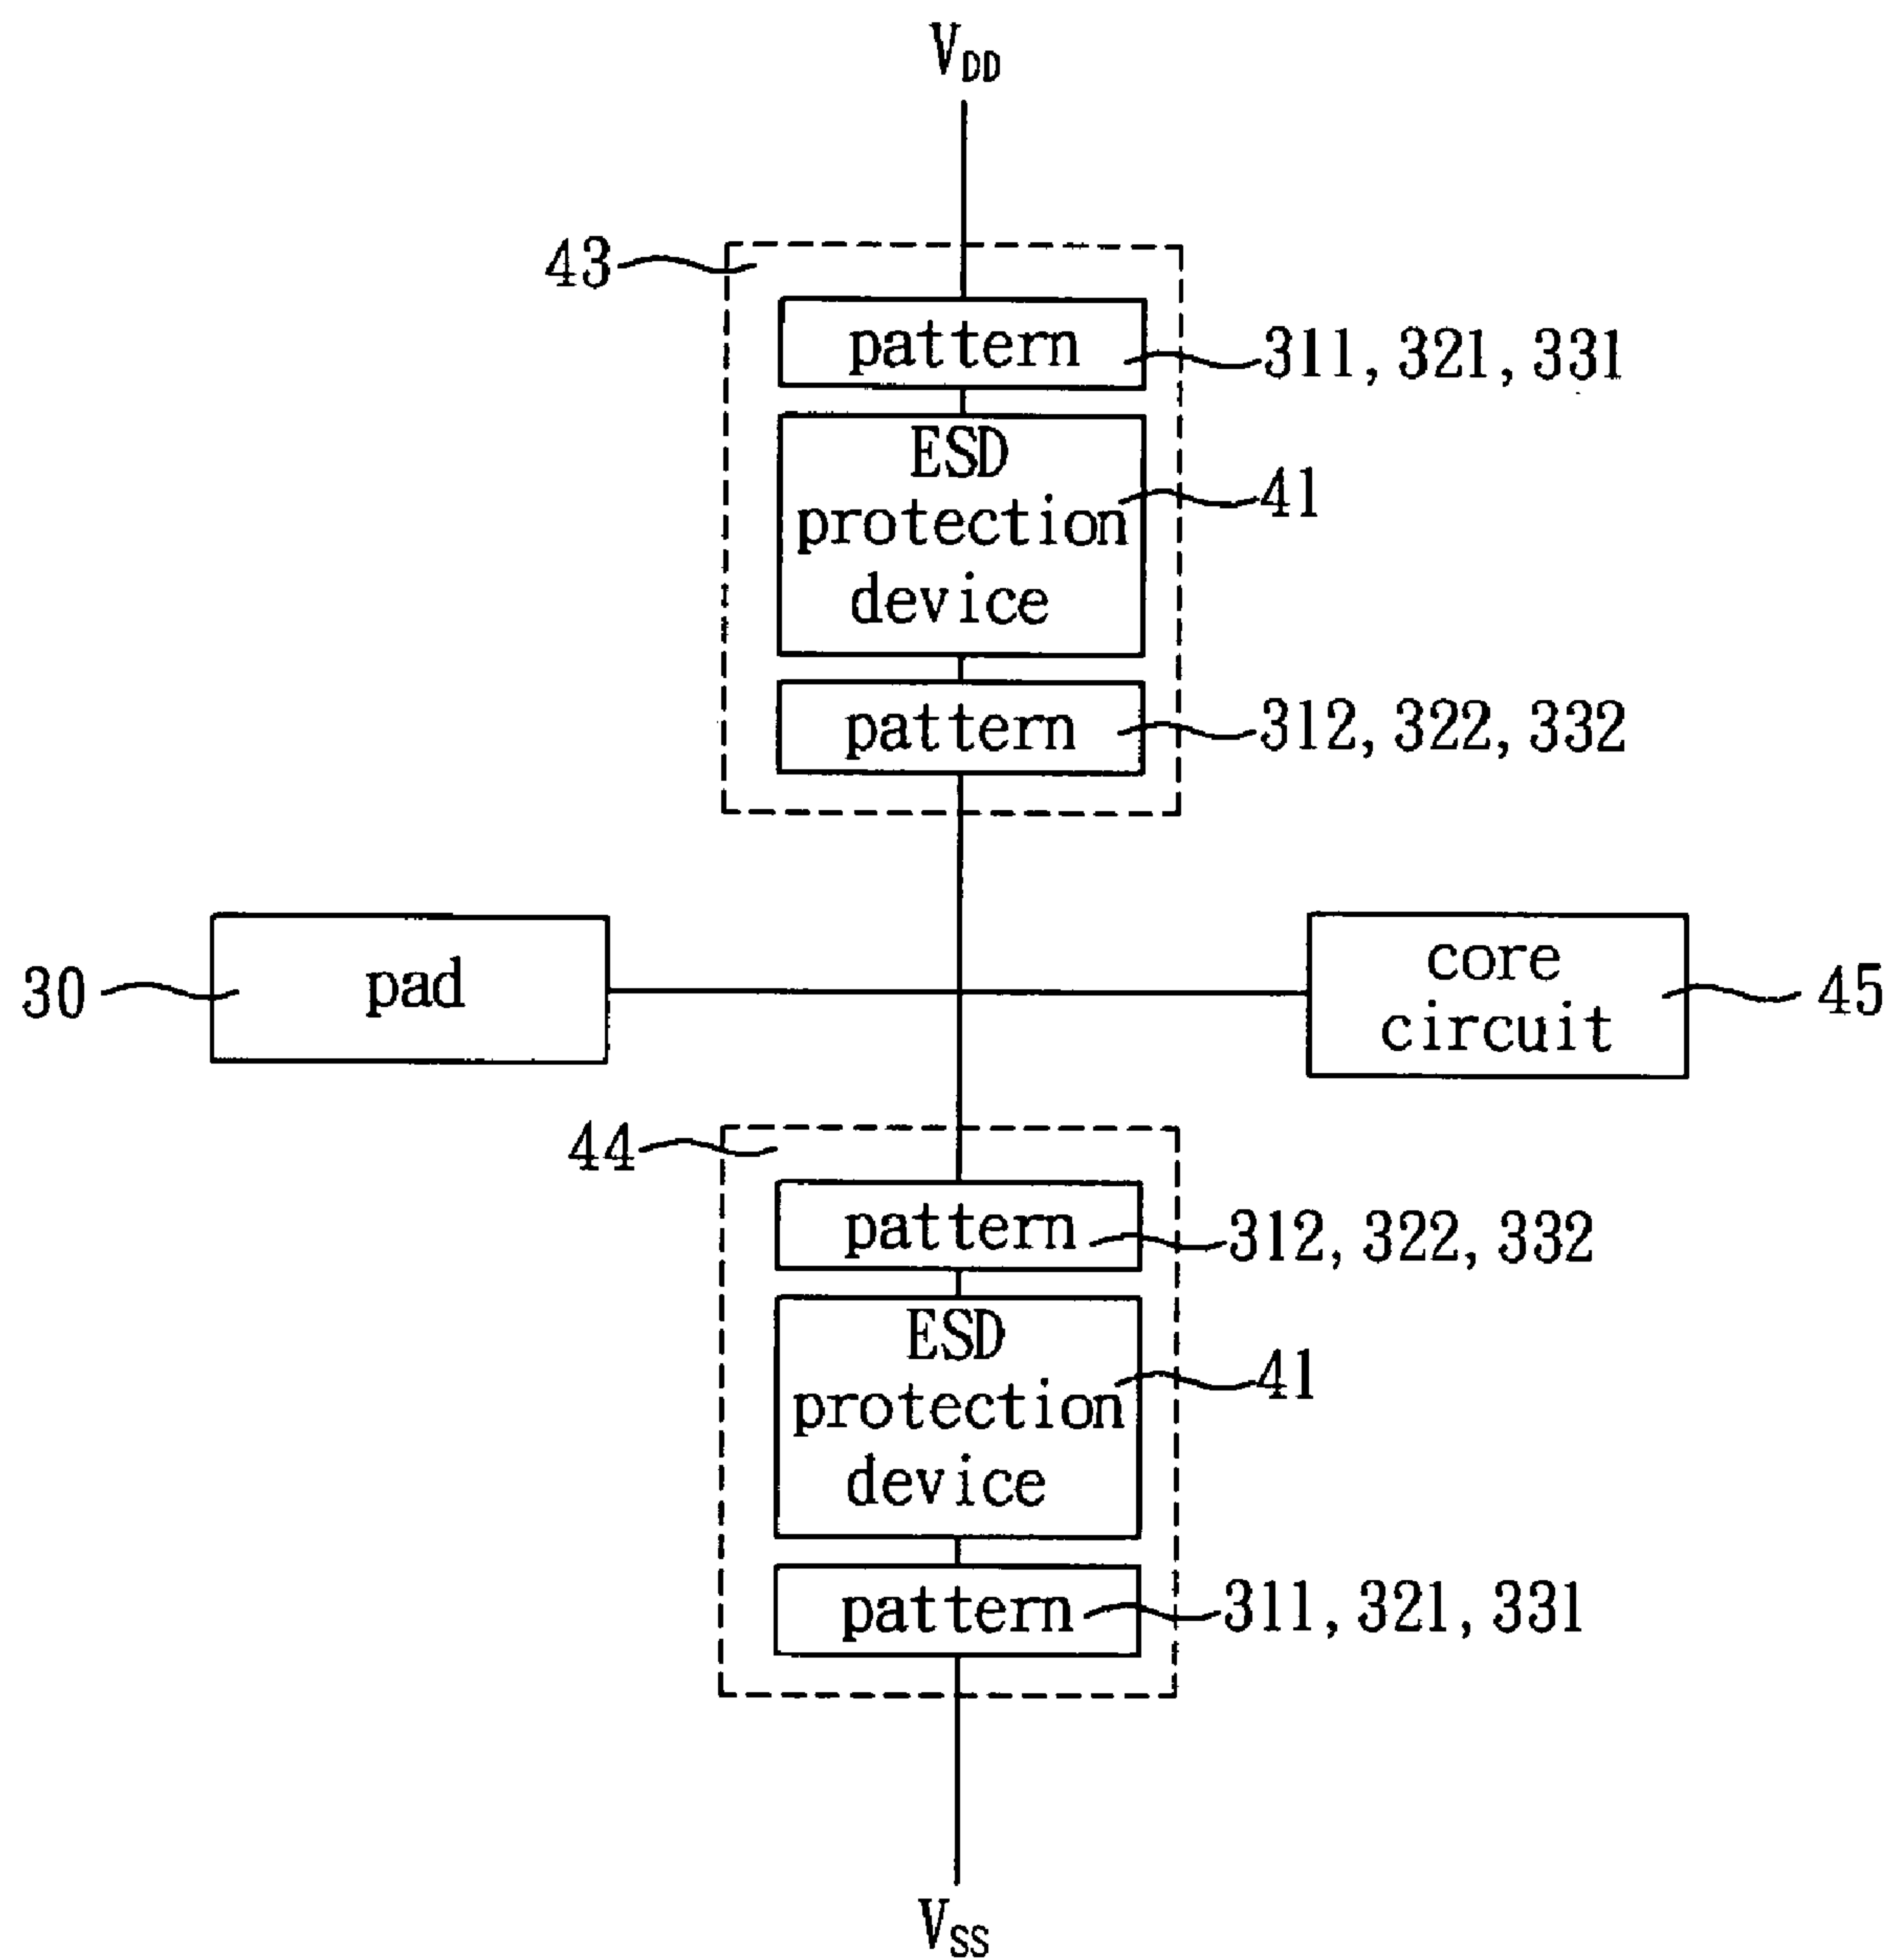 VDD
43
pattern
311, 321, 331
ESD
protection
device
41
pattern
312, 322, 332
30
pad
core
circuit
45
44
pattern
312, 322, 332
ESD
protection
device
41
pattern
311, 321, 331
VSS